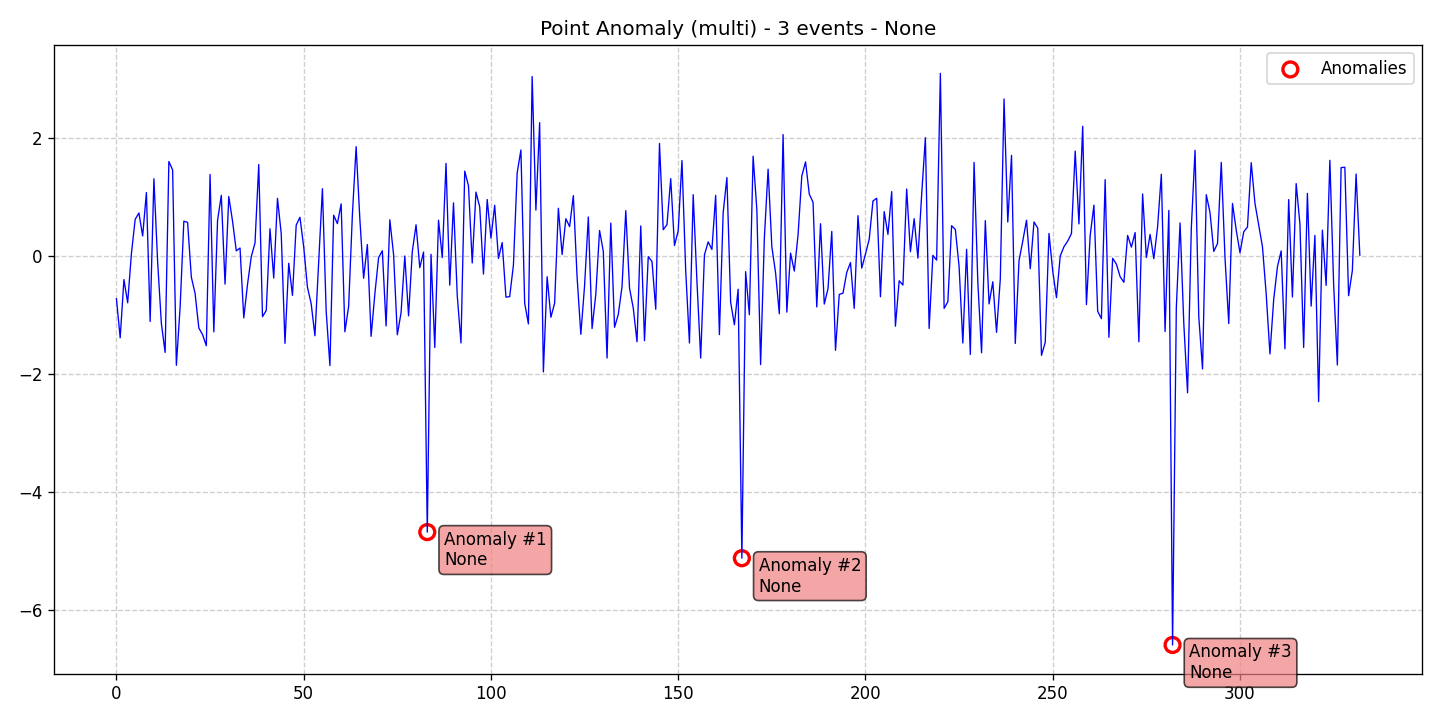 Point Anomaly (multi) - 3 events - None
Anomalies
2
0
−2
−4
−6
Anomaly #1
None
Anomaly #2
None
Anomaly #3
None
0 50 100 150 200 250 300